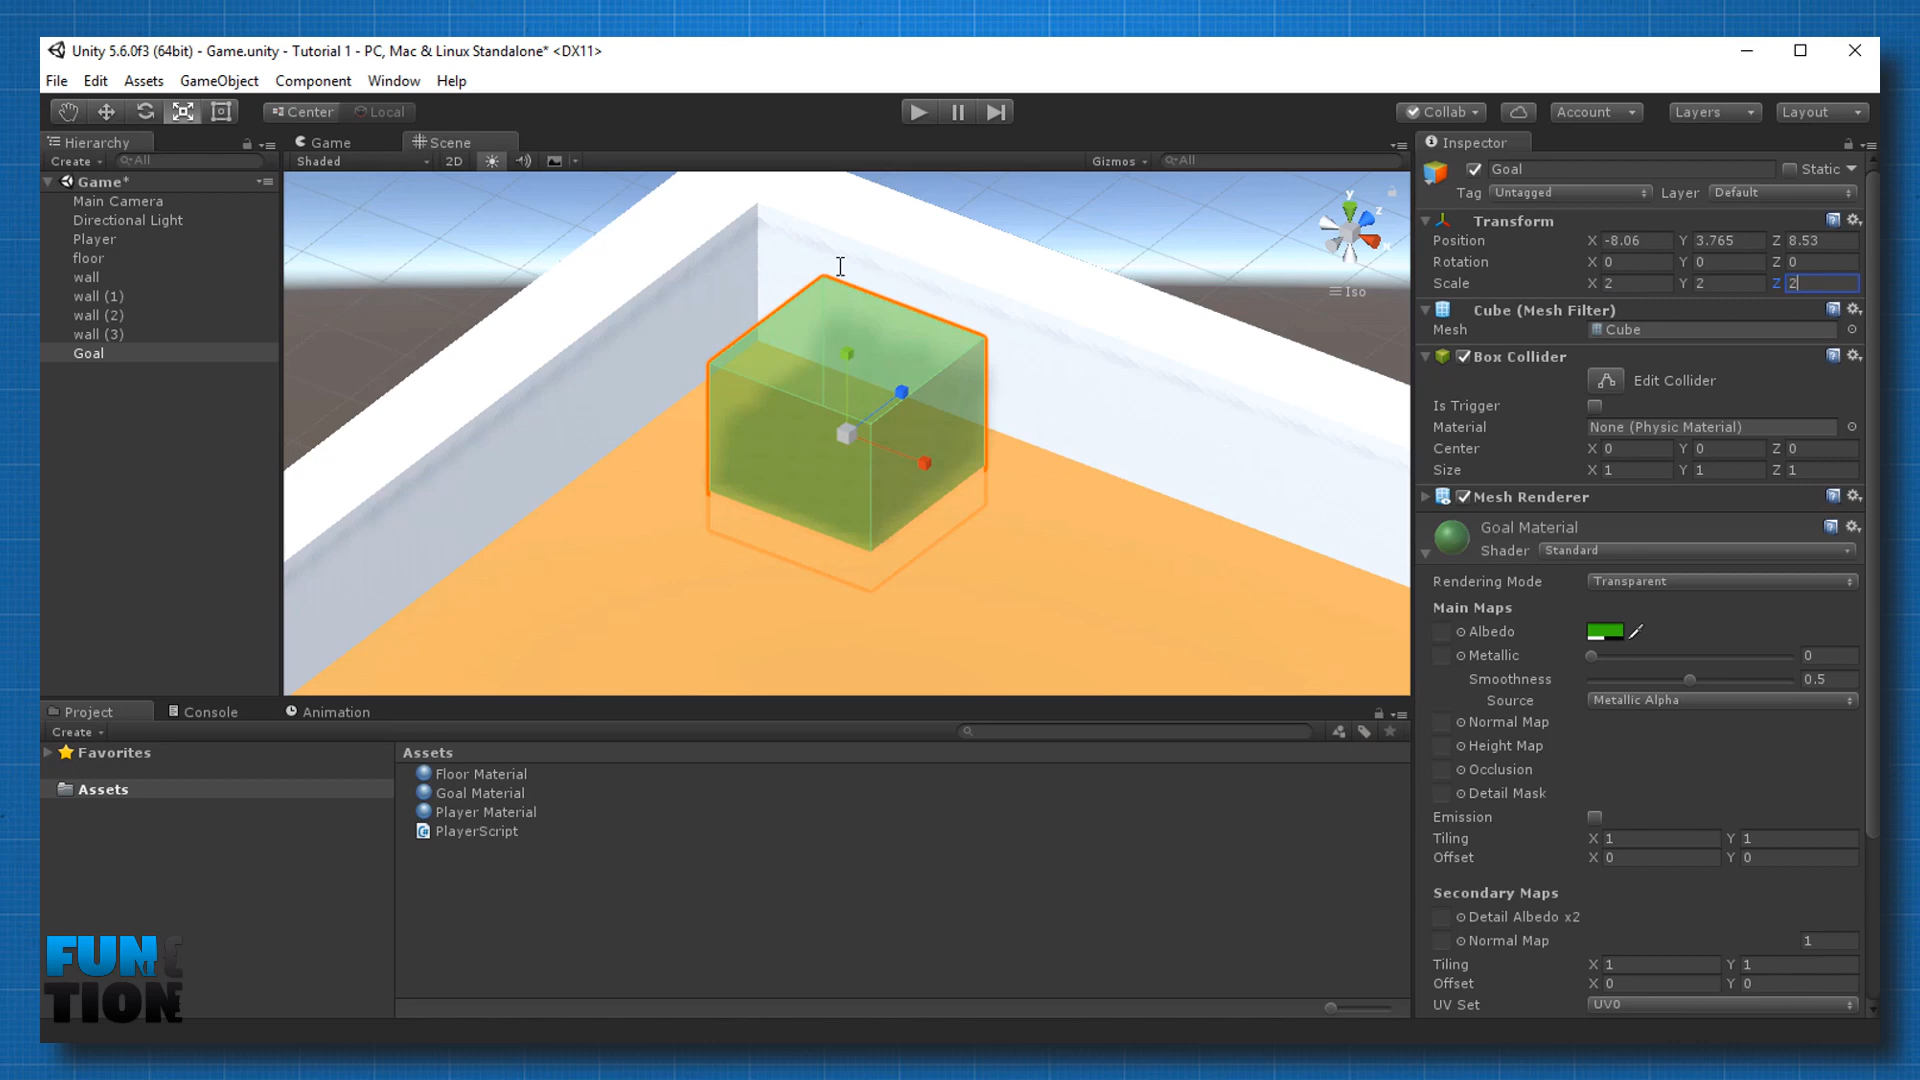 Unity 5.6.0f3 (64bit) - Game.unity - Tutorial 1 - PC, Mac & Linux Standalone* <DX11>
File Edit Assets GameObject Component Window Help
Center Local Collab Account Layers Layout
Hierarchy
Create All
Game*
Main Camera
Directional Light
Player
floor
wall
wall (1)
wall (2)
wall (3)
Goal
Game Scene
Shaded 2D Gizmos All
y
z
x
Iso
Inspector
Goal Static
Tag Untagged Layer Default
Transform
Position X -8.06 Y 3.765 Z 8.53
Rotation X 0 Y 0 Z 0
Scale X 2 Y 2 Z 2
Cube (Mesh Filter)
Mesh Cube
Box Collider
Edit Collider
Is Trigger
Material None (Physic Material)
Center X 0 Y 0 Z 0
Size X 1 Y 1 Z 1
Mesh Renderer
Goal Material
Shader Standard
Rendering Mode Transparent
Main Maps
Albedo
Metallic 0
Smoothness 0.5
Source Metallic Alpha
Normal Map
Height Map
Occlusion
Detail Mask
Emission
Tiling X 1 Y 1
Offset X 0 Y 0
Secondary Maps
Detail Albedo x2
Normal Map 1
Tiling X 1 Y 1
Offset X 0 Y 0
UV Set UV0
Project Console Animation
Create
Favorites
Assets
Assets
Floor Material
Goal Material
Player Material
PlayerScript
FUN
TION